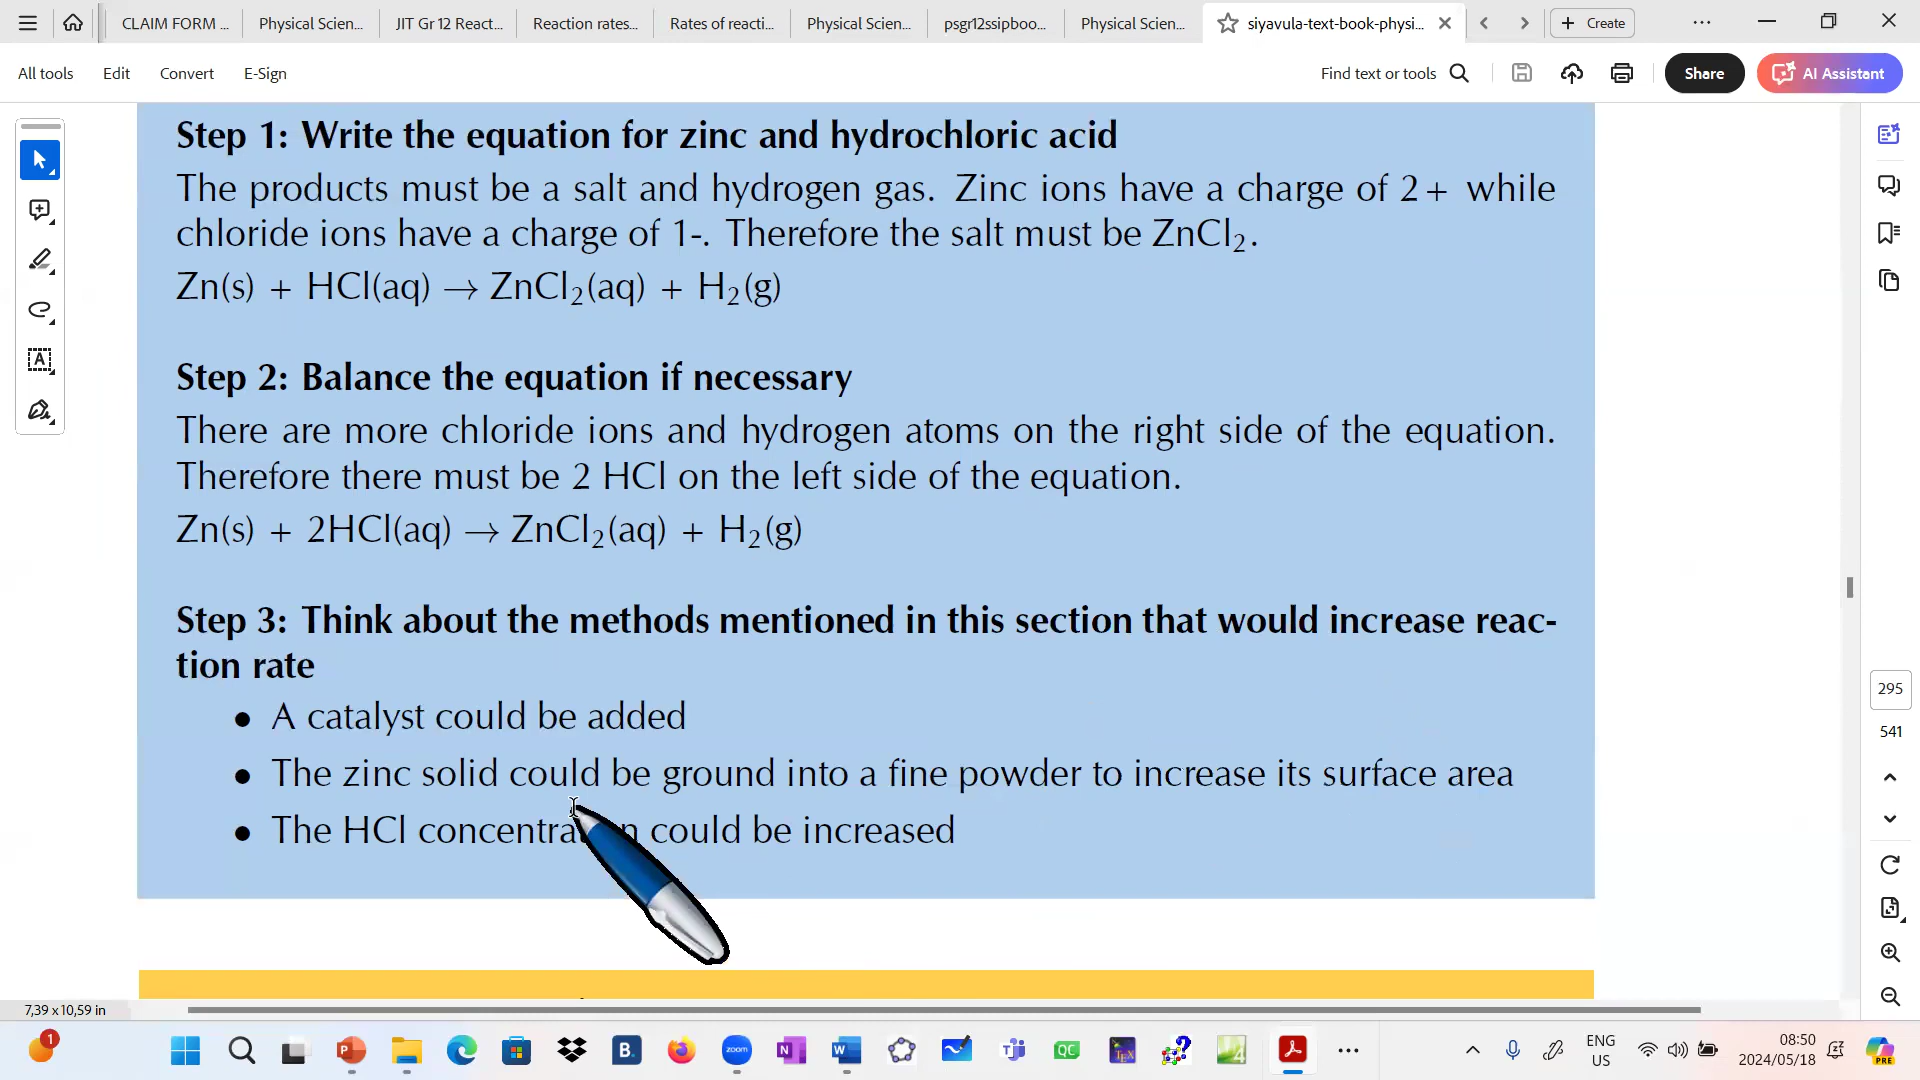 CLAIM FORM ...
Physical Scien...
JIT Gr 12 React...
Reaction rates...
Rates of reacti...
Physical Scien...
psgr12ssipboo...
Physical Scien...
siyavula-text-book-physi...
Create
All tools
Edit
Convert
E-Sign
Find text or tools
Share
AI Assistant
Step 1: Write the equation for zinc and hydrochloric acid
The products must be a salt and hydrogen gas. Zinc ions have a charge of 2+ while
chloride ions have a charge of 1-. Therefore the salt must be ZnCl₂.
Zn(s) + HCl(aq) → ZnCl₂(aq) + H₂(g)
Step 2: Balance the equation if necessary
There are more chloride ions and hydrogen atoms on the right side of the equation.
Therefore there must be 2 HCl on the left side of the equation.
Zn(s) + 2HCl(aq) → ZnCl₂(aq) + H₂(g)
Step 3: Think about the methods mentioned in this section that would increase reac-
tion rate
• A catalyst could be added
• The zinc solid could be ground into a fine powder to increase its surface area
• The HCl concentration could be increased
295
541
7,39 x 10,59 in
1
zoom
ENG
US
08:50
2024/05/18